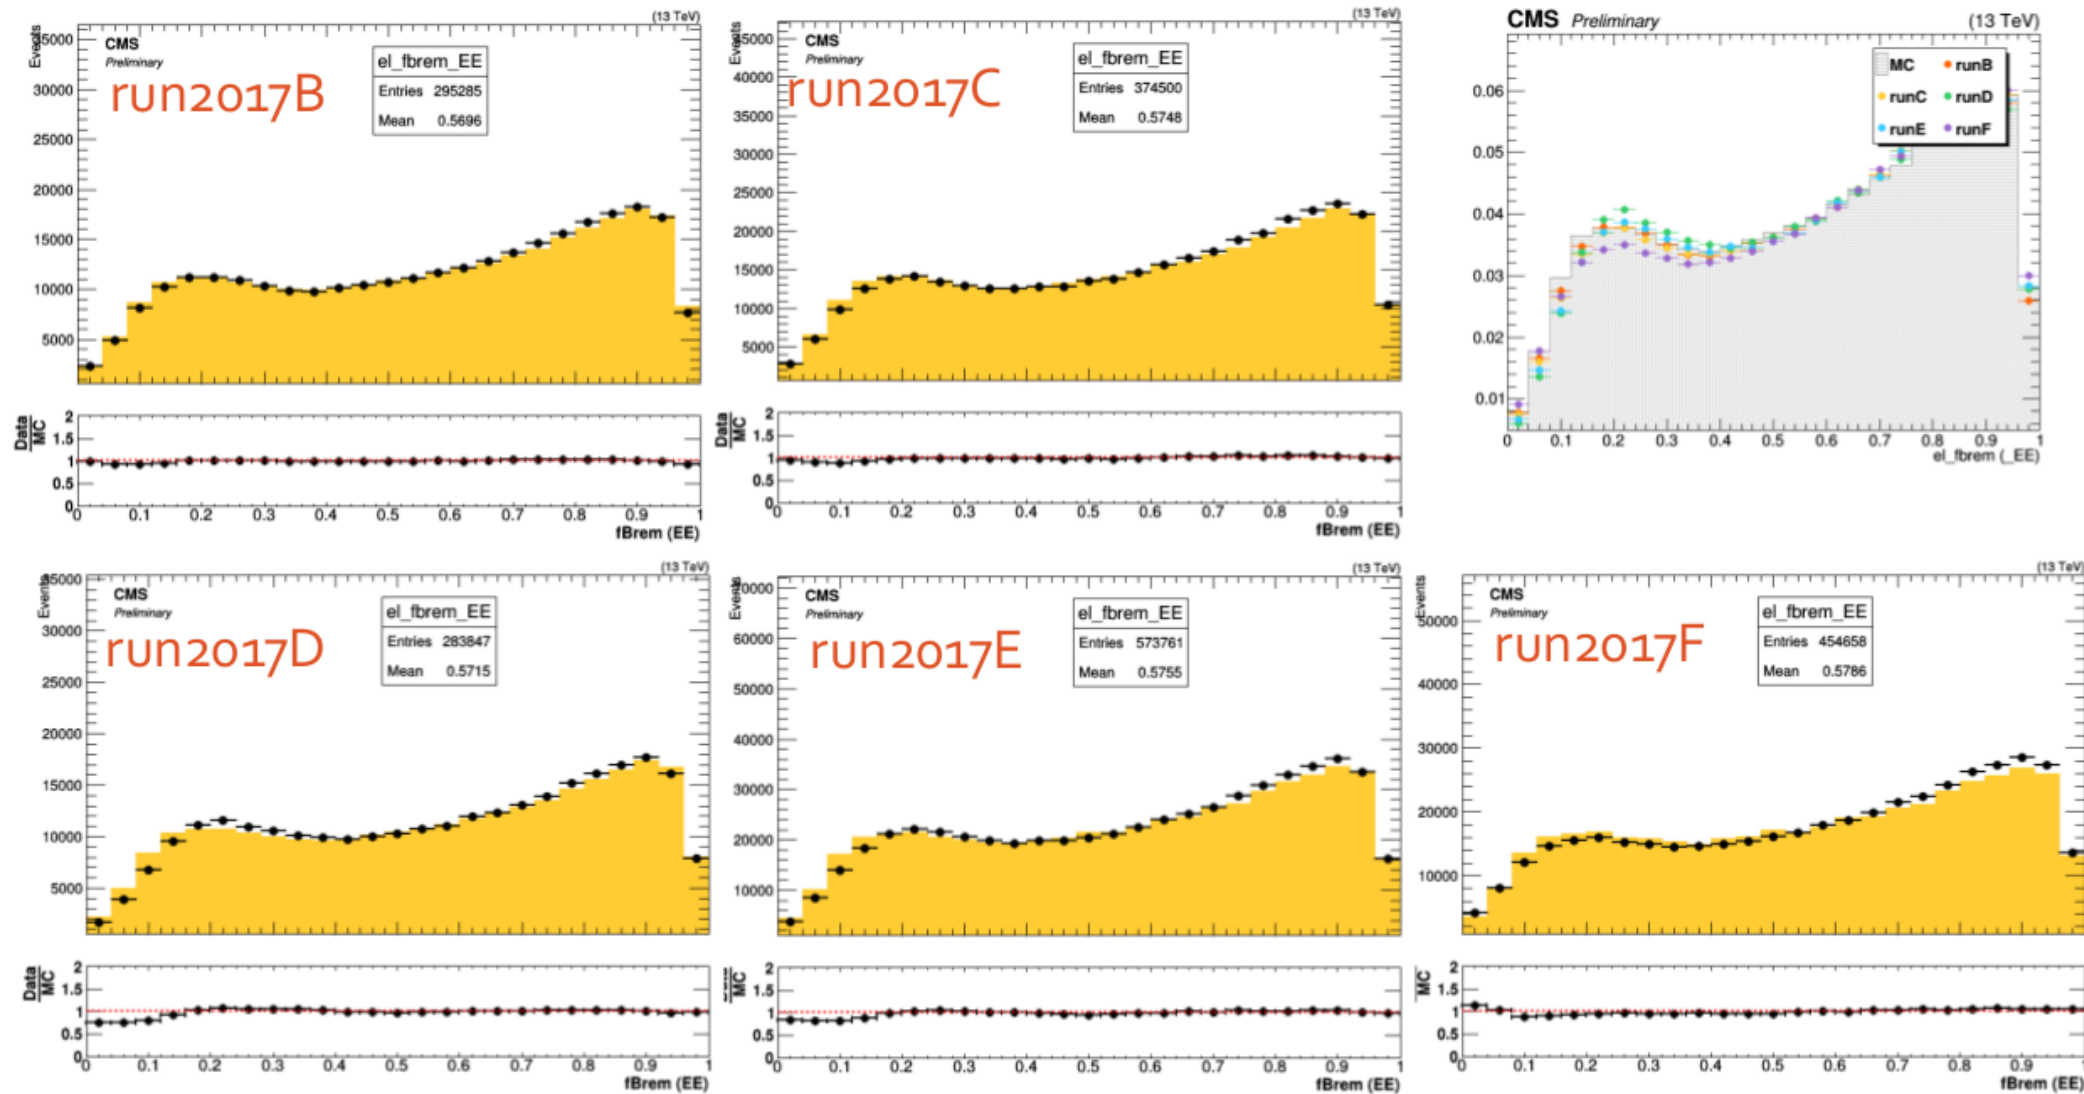 (13 TeV)
Events
CMS
Preliminary
run2017B
el_fbrem_EE
Entries 295285
Mean 0.5696
35000
30000
25000
20000
15000
10000
5000
Data
MC
2
1.5
1
0.5
0
0 0.1 0.2 0.3 0.4 0.5 0.6 0.7 0.8 0.9 1
fBrem (EE)
(13 TeV)
Events
CMS
Preliminary
run2017C
el_fbrem_EE
Entries 374500
Mean 0.5748
45000
40000
35000
30000
25000
20000
15000
10000
5000
Data
MC
2
1.5
1
0.5
0
0 0.1 0.2 0.3 0.4 0.5 0.6 0.7 0.8 0.9 1
fBrem (EE)
CMS Preliminary (13 TeV)
MC runB
runC runD
runE runF
0.06
0.05
0.04
0.03
0.02
0.01
0 0.1 0.2 0.3 0.4 0.5 0.6 0.7 0.8 0.9 1
el_fbrem (_EE)
(13 TeV)
Events
CMS
Preliminary
run2017D
el_fbrem_EE
Entries 283847
Mean 0.5715
35000
30000
25000
20000
15000
10000
5000
Data
MC
2
1.5
1
0.5
0
0 0.1 0.2 0.3 0.4 0.5 0.6 0.7 0.8 0.9 1
fBrem (EE)
(13 TeV)
Events
CMS
Preliminary
run2017E
el_fbrem_EE
Entries 573761
Mean 0.5755
70000
60000
50000
40000
30000
20000
10000
MC
2
1.5
1
0.5
0
0 0.1 0.2 0.3 0.4 0.5 0.6 0.7 0.8 0.9 1
fBrem (EE)
(13 TeV)
Events
CMS
Preliminary
run2017F
el_fbrem_EE
Entries 454658
Mean 0.5786
50000
40000
30000
20000
10000
MC
2
1.5
1
0.5
0
0 0.1 0.2 0.3 0.4 0.5 0.6 0.7 0.8 0.9 1
fBrem (EE)